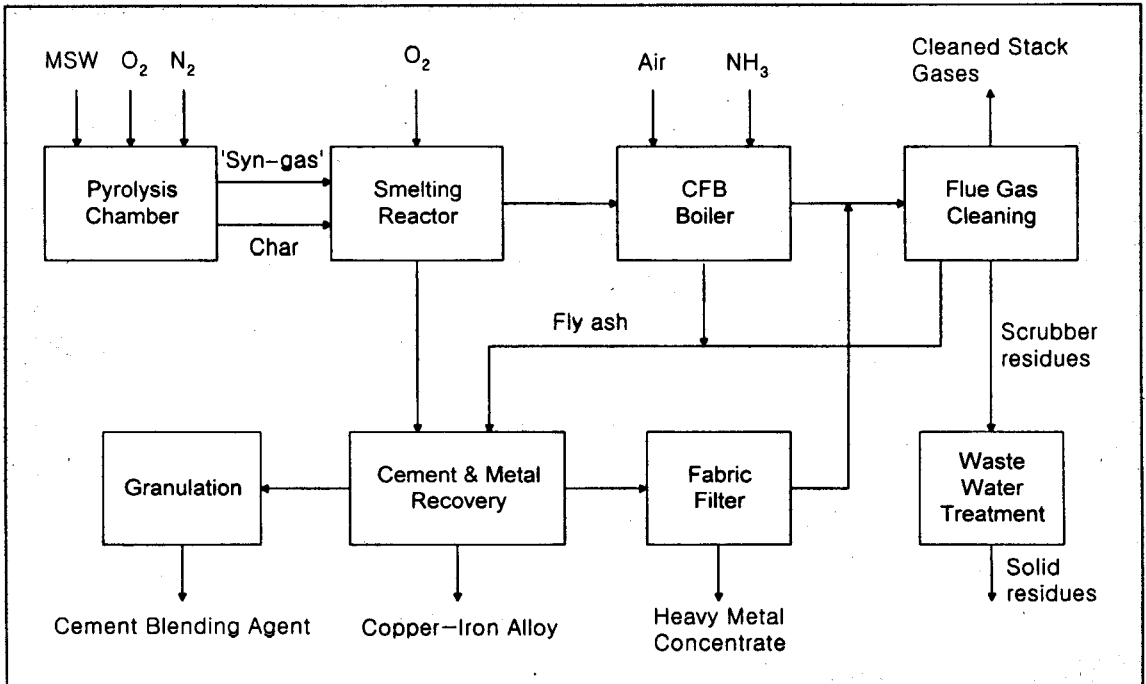 MSW O₂ N₂
O₂
Air NH₃
Cleaned Stack
Gases
Pyrolysis
Chamber
'Syn-gas'
Char
Smelting
Reactor
CFB
Boiler
Flue Gas
Cleaning
Fly ash
Scrubber
residues
Granulation
Cement & Metal
Recovery
Fabric
Filter
Waste
Water
Treatment
Solid
residues
Cement Blending Agent
Copper-Iron Alloy
Heavy Metal
Concentrate